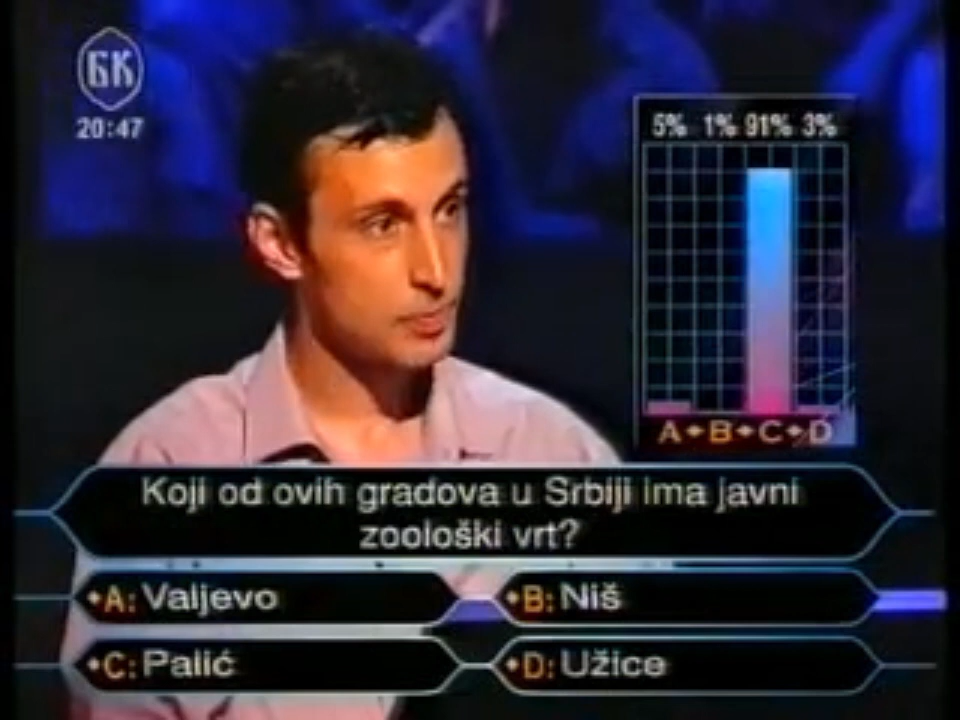 БК
20:47
5% 1% 91% 3%
A B C D
Koji od ovih gradova u Srbiji ima javni
zoološki vrt?
A: Valjevo
B: Niš
C: Palić
D: Užice